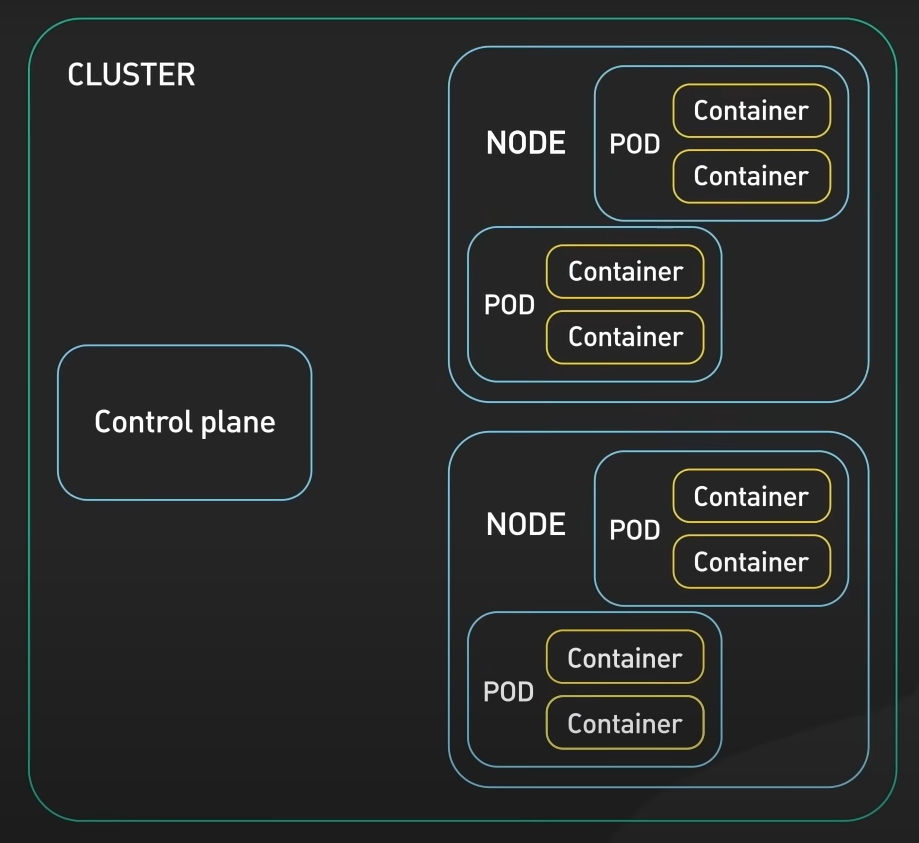 CLUSTER
NODE
POD
Container
Container
POD
Container
Container
Control plane
NODE
POD
Container
Container
POD
Container
Container